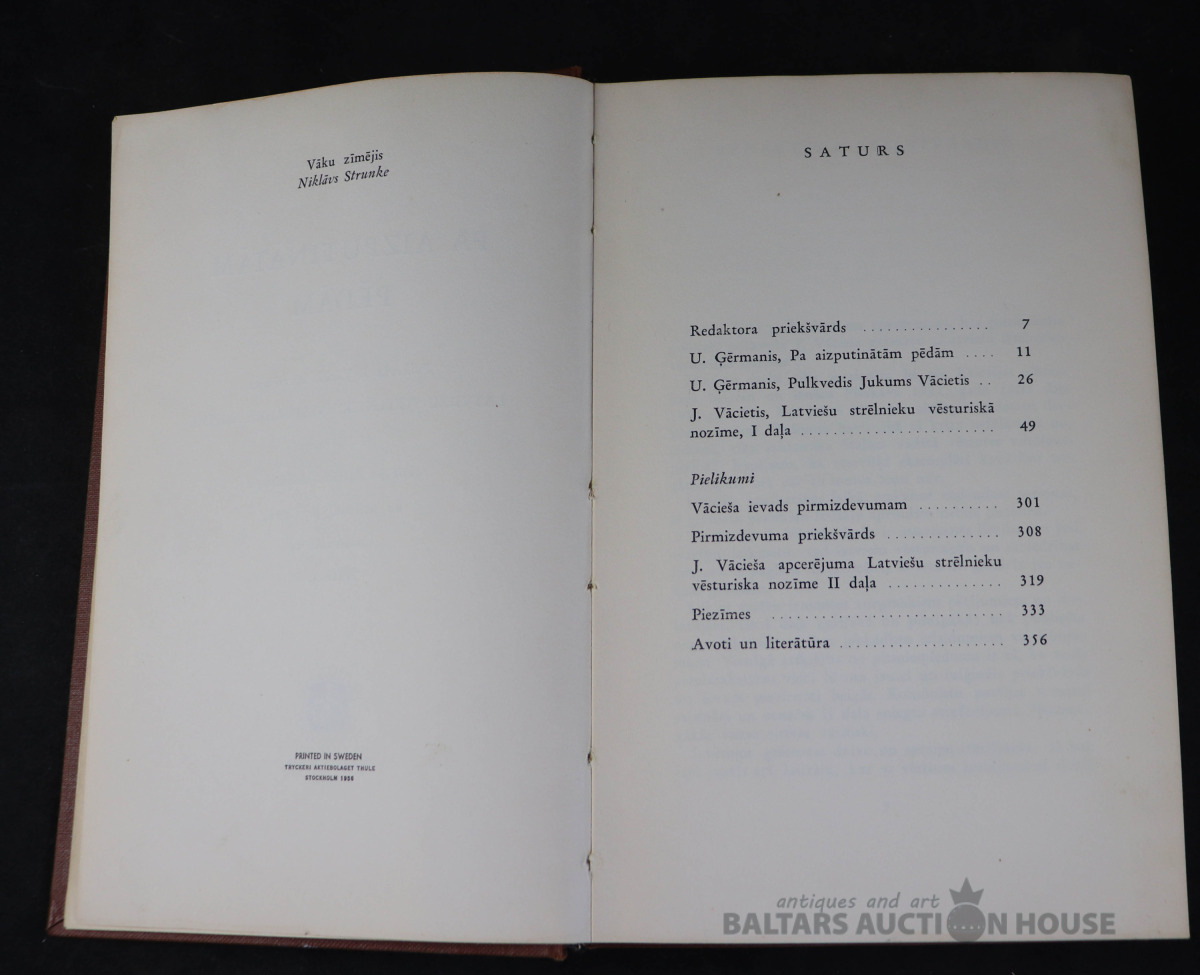 Vāku zīmējis
Niklāvs Strunke
PRINTED IN SWEDEN
TRYCKERI AKTIEBOLAGET THULE
STOCKHOLM 1956
SATURS
Redaktora priekšvārds ................ 7
U. Ģērmanis, Pa aizputinātām pēdām .... 11
U. Ģērmanis, Pulkvedis Jukums Vācietis .. 26
J. Vācietis, Latviešu strēlnieku vēsturiskā
nozīme, I daļa ........................ 49
Pielikumi
Vācieša ievads pirmizdevumam .......... 301
Pirmizdevuma priekšvārds .............. 308
J. Vācieša apcerējuma Latviešu strēlnieku
vēsturiska nozīme II daļa .............. 319
Piezīmes ............................. 333
Avoti un literātūra .................... 356
antiques and art
BALTARS AUCTION HOUSE